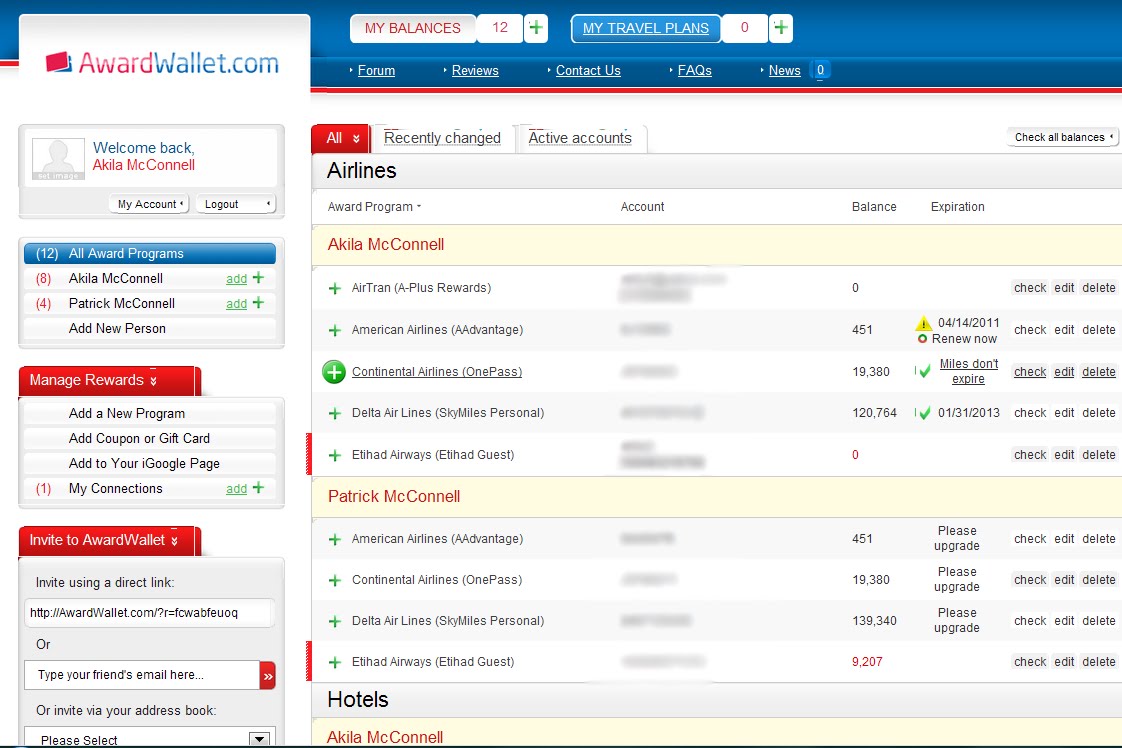 MY BALANCES 12 +
MY TRAVEL PLANS 0 +
AwardWallet.com
Forum Reviews Contact Us FAQs News 0
Welcome back,
Akila McConnell
set image
My Account Logout
(12) All Award Programs
(8) Akila McConnell add +
(4) Patrick McConnell add +
Add New Person
Manage Rewards
Add a New Program
Add Coupon or Gift Card
Add to Your iGoogle Page
(1) My Connections add +
Invite to AwardWallet
Invite using a direct link:
http://AwardWallet.com/?r=fcwabfeuoq
Or
Type your friend's email here... »
Or invite via your address book:
Please Select
All Recently changed Active accounts Check all balances
Airlines
Award Program Account Balance Expiration
Akila McConnell
+ AirTran (A-Plus Rewards) 0 check edit delete
+ American Airlines (AAdvantage) 451 04/14/2011 check edit delete
Renew now
+ Continental Airlines (OnePass) 19,380 Miles don't check edit delete
expire
+ Delta Air Lines (SkyMiles Personal) 120,764 01/31/2013 check edit delete
+ Etihad Airways (Etihad Guest) 0 check edit delete
Patrick McConnell
+ American Airlines (AAdvantage) 451 Please check edit delete
upgrade
+ Continental Airlines (OnePass) 19,380 Please check edit delete
upgrade
+ Delta Air Lines (SkyMiles Personal) 139,340 Please check edit delete
upgrade
+ Etihad Airways (Etihad Guest) 9,207 check edit delete
Hotels
Akila McConnell